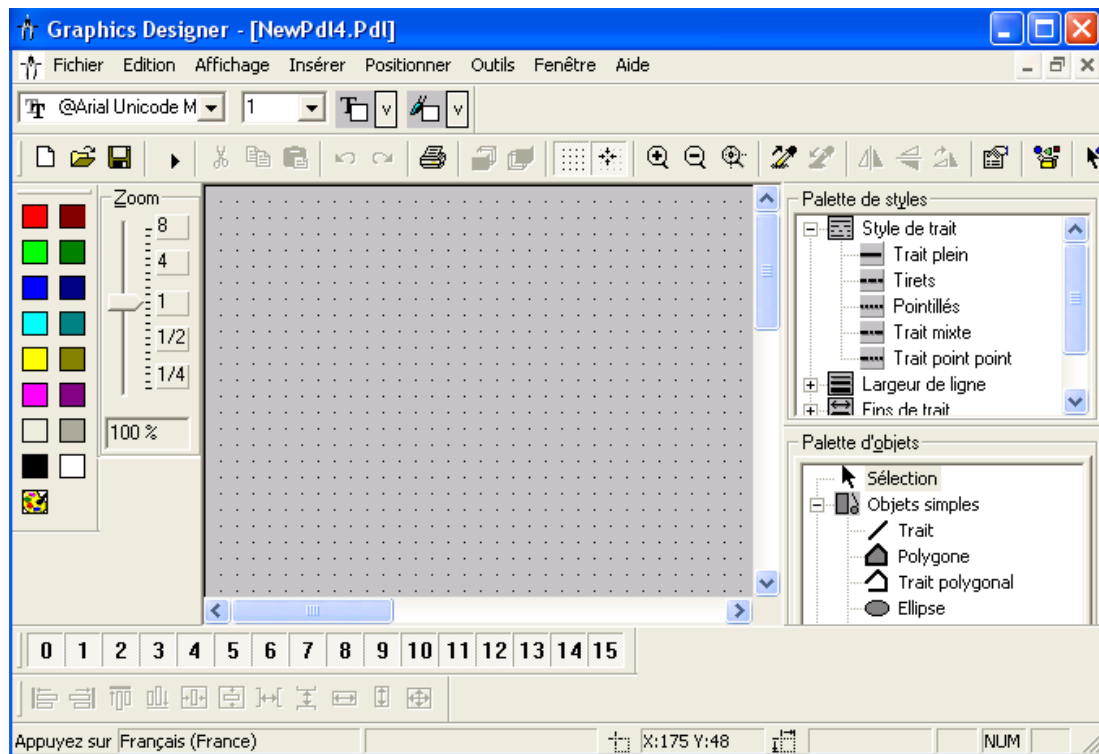 Graphics Designer - [NewPdl4.Pdl]
Fichier Edition Affichage Insérer Positionner Outils Fenêtre Aide
@Arial Unicode M 1
Zoom
8
4
1
1/2
1/4
100 %
Palette de styles
Style de trait
Trait plein
Tirets
Pointillés
Trait mixte
Trait point point
Largeur de ligne
Fins de trait
Palette d'objets
Sélection
Objets simples
Trait
Polygone
Trait polygonal
Ellipse
0 1 2 3 4 5 6 7 8 9 10 11 12 13 14 15
Appuyez sur Français (France) X:175 Y:48 NUM